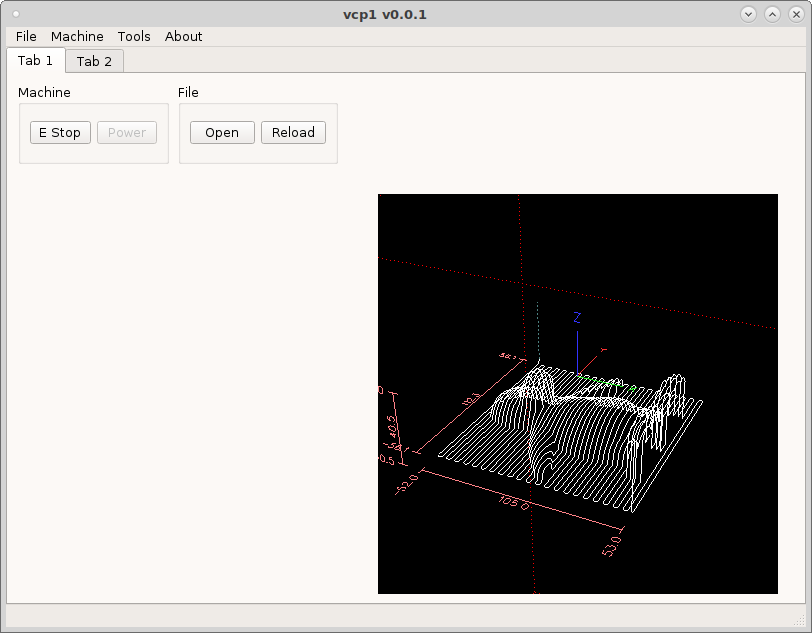 vcp1 v0.0.1
File Machine Tools About
Tab 1 Tab 2
Machine File
E Stop Power Open Reload
Z
Y
-52.0
105.0
53.0